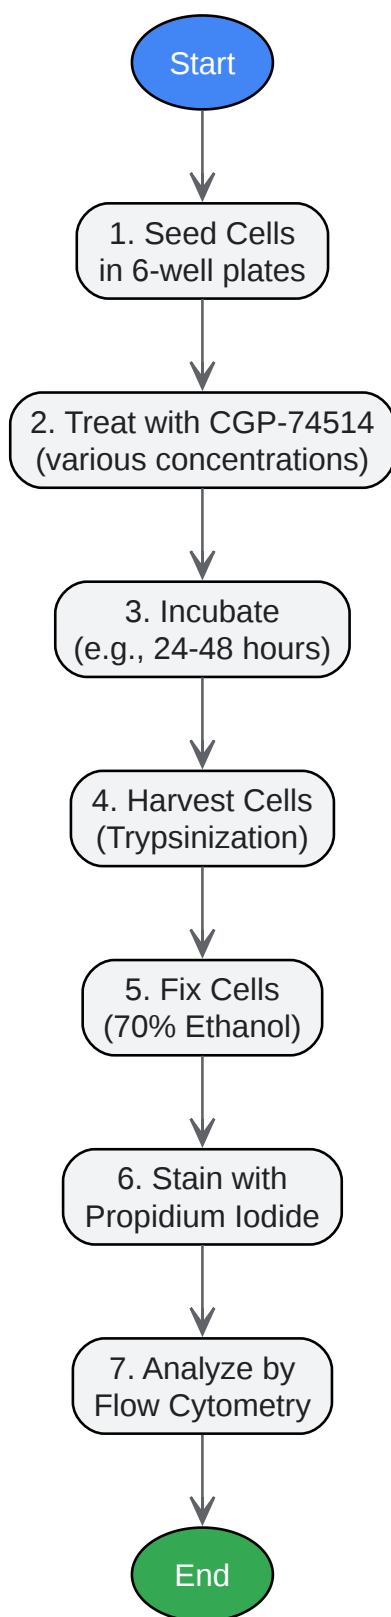 Start
1. Seed Cells
in 6-well plates
2. Treat with CGP-74514
(various concentrations)
3. Incubate
(e.g., 24-48 hours)
4. Harvest Cells
(Trypsinization)
5. Fix Cells
(70% Ethanol)
6. Stain with
Propidium Iodide
7. Analyze by
Flow Cytometry
End